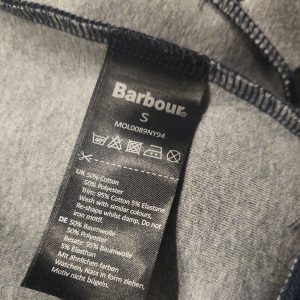 Barbour
S
MOL0089NY94
UK 50% Cotton
50% Polyester
Trim: 95% Cotton 5% Elastane
Wash with similar colours,
Re-shape whilst damp, Do not
iron motif.
DE 50% Baumwolle
50% Polyester
Besatz: 95% Baumwolle
5% Elasthan
Mit ähnlichen farben
Waschen, Nass in form ziehen,
Motiv nicht bügeln.